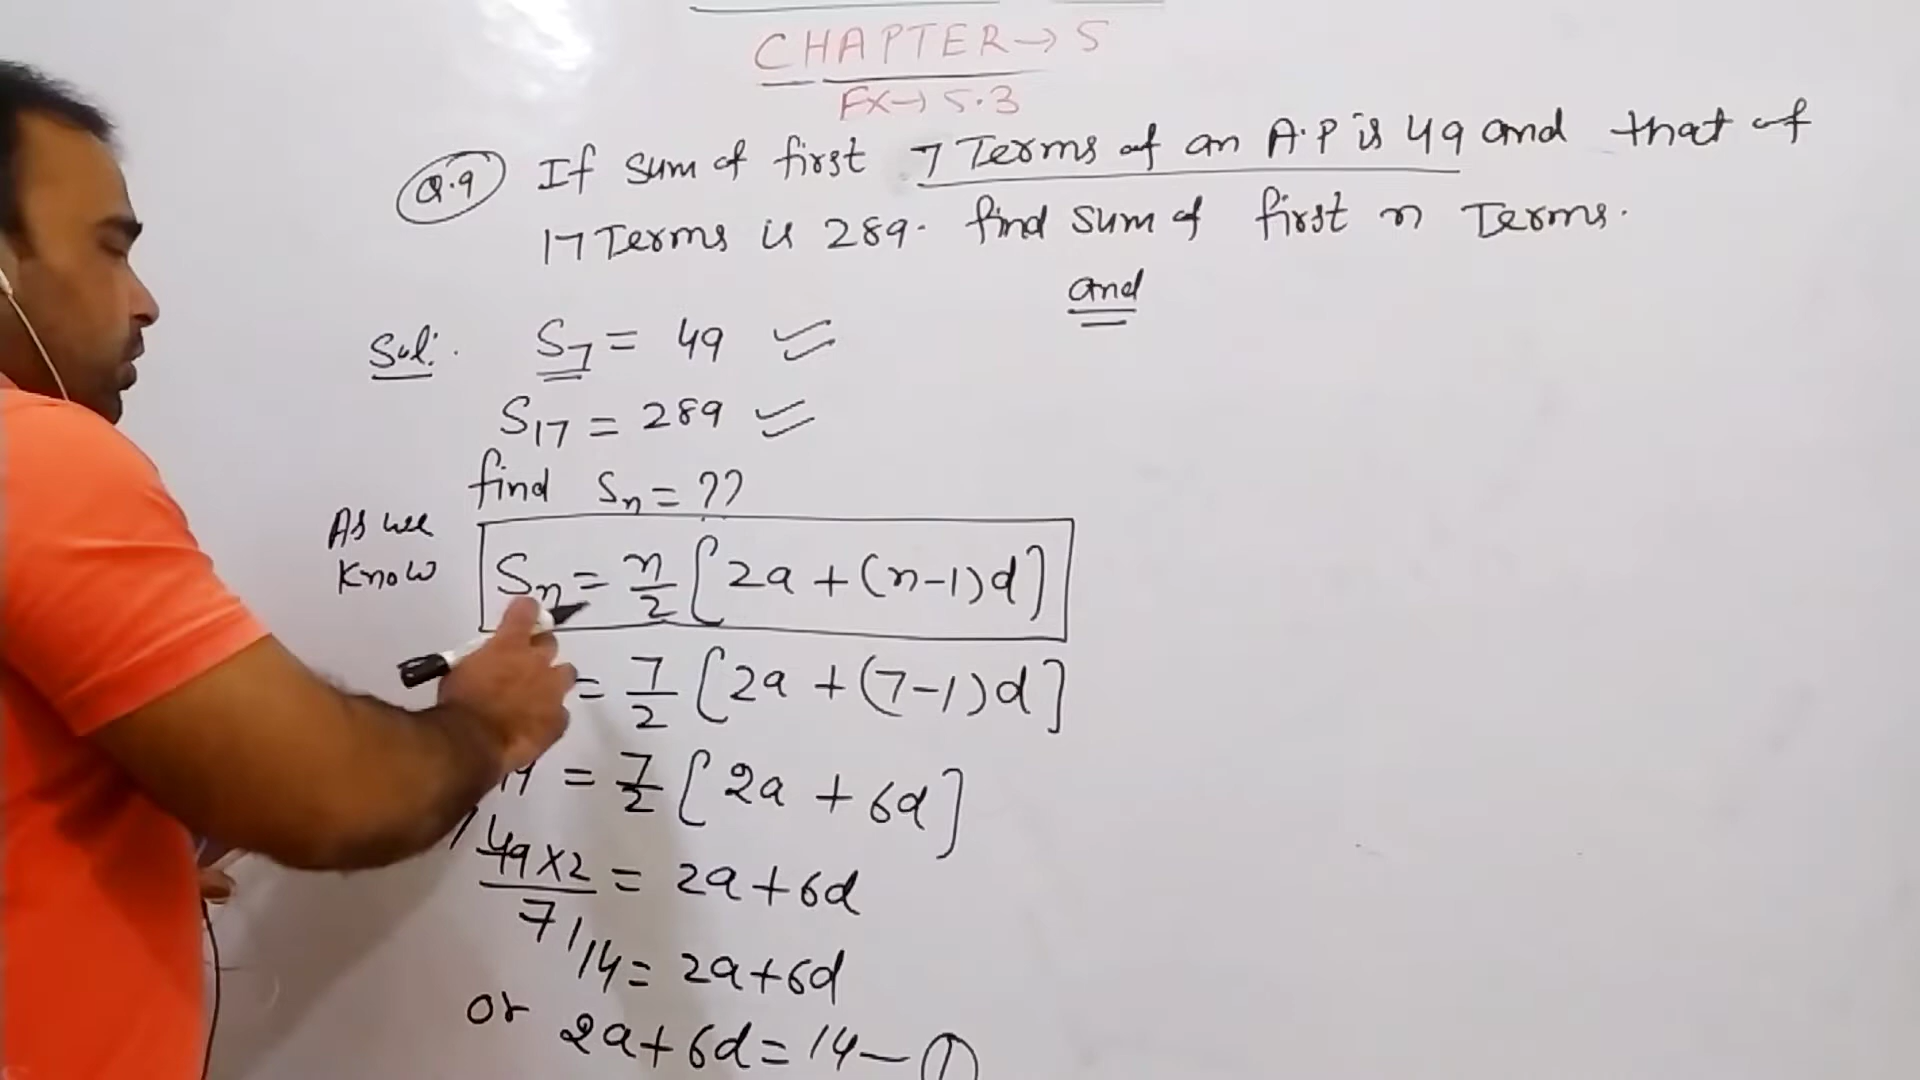 CHAPTER → 5
EX → 5.3
Q.9 If sum of first 7 Terms of an A.P is 49 and that of
17 Terms is 289. find sum of first n Terms.
and
Sol: S7 = 49
S17 = 289
find Sn = ??
As we know
Sn = n/2 [2a + (n-1)d]
= 7/2 [2a + (7-1)d]
= 7/2 [2a + 6d]
49×2/7 = 2a+6d
14 = 2a+6d
or 2a+6d = 14 — ①